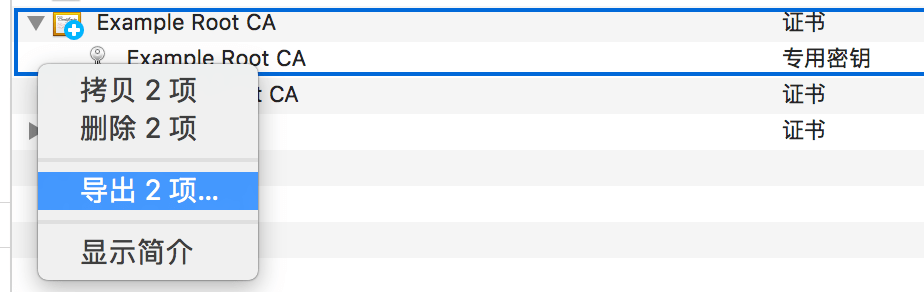 Example Root CA 证书
Example Root CA 专用密钥
t CA 证书
证书
拷贝 2 项
删除 2 项
导出 2 项...
显示简介